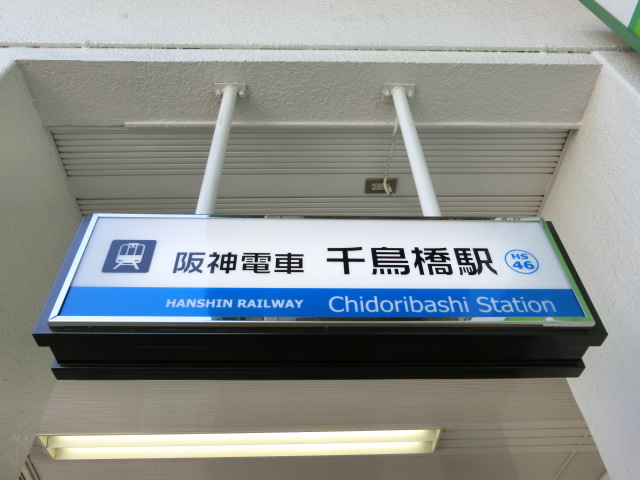 阪神電車 千鳥橋駅 HS 46
HANSHIN RAILWAY Chidoribashi Station